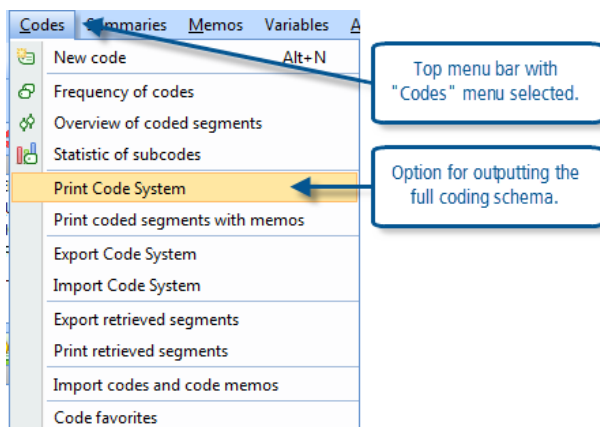 Codes Summaries Memos Variables A
New code Alt+N
Frequency of codes
Overview of coded segments
Statistic of subcodes
Print Code System
Print coded segments with memos
Export Code System
Import Code System
Export retrieved segments
Print retrieved segments
Import codes and code memos
Code favorites
Top menu bar with
"Codes" menu selected.
Option for outputting the
full coding schema.